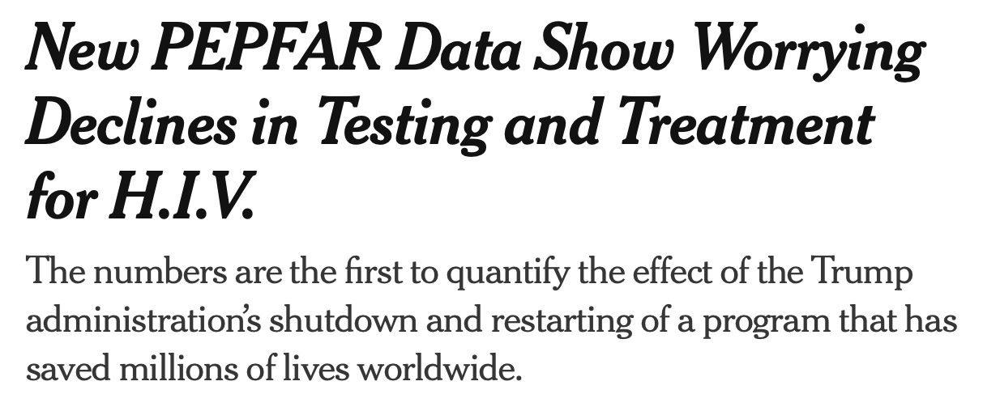 New PEPFAR Data Show Worrying
Declines in Testing and Treatment
for H.I.V.
The numbers are the first to quantify the effect of the Trump
administration’s shutdown and restarting of a program that has
saved millions of lives worldwide.